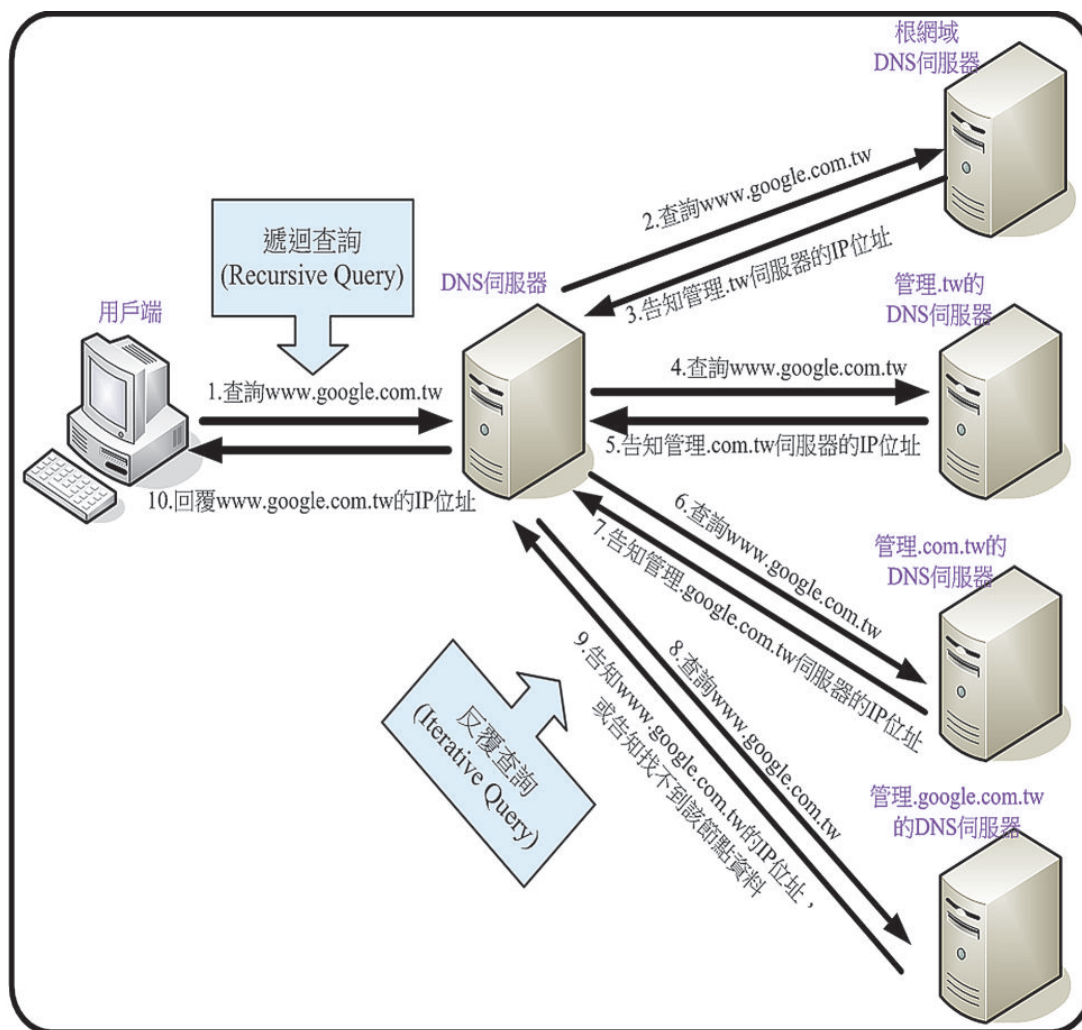 根網域
DNS伺服器
2.查詢www.google.com.tw
3.告知管理.tw伺服器的IP位址
遞迴查詢
(Recursive Query)
DNS伺服器
用戶端
管理.tw的
DNS伺服器
1.查詢www.google.com.tw
4.查詢www.google.com.tw
5.告知管理.com.tw伺服器的IP位址
10.回覆www.google.com.tw的IP位址
6.查詢www.google.com.tw
7.告知管理.google.com.tw伺服器的IP位址
管理.com.tw的
DNS伺服器
8.查詢www.google.com.tw
9.告知www.google.com.tw的IP位址，
或告知找不到該節點資料
反覆查詢
(Iterative Query)
管理.google.com.tw
的DNS伺服器